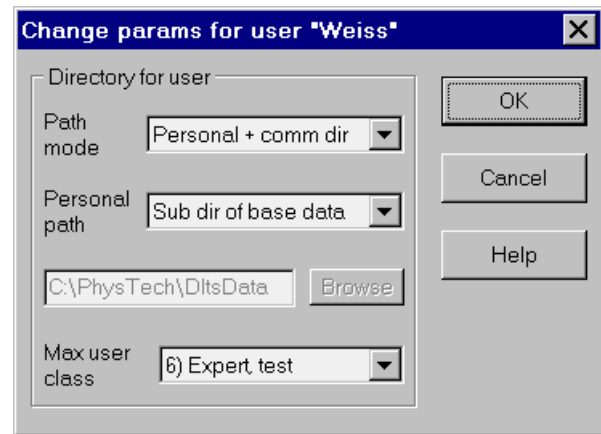 Change params for user "Weiss"
Directory for user
Path
mode
Personal + comm dir
Personal
path
Sub dir of base data
C:\PhysTech\DltsData
Browse
Max user
class
6) Expert, test
OK
Cancel
Help